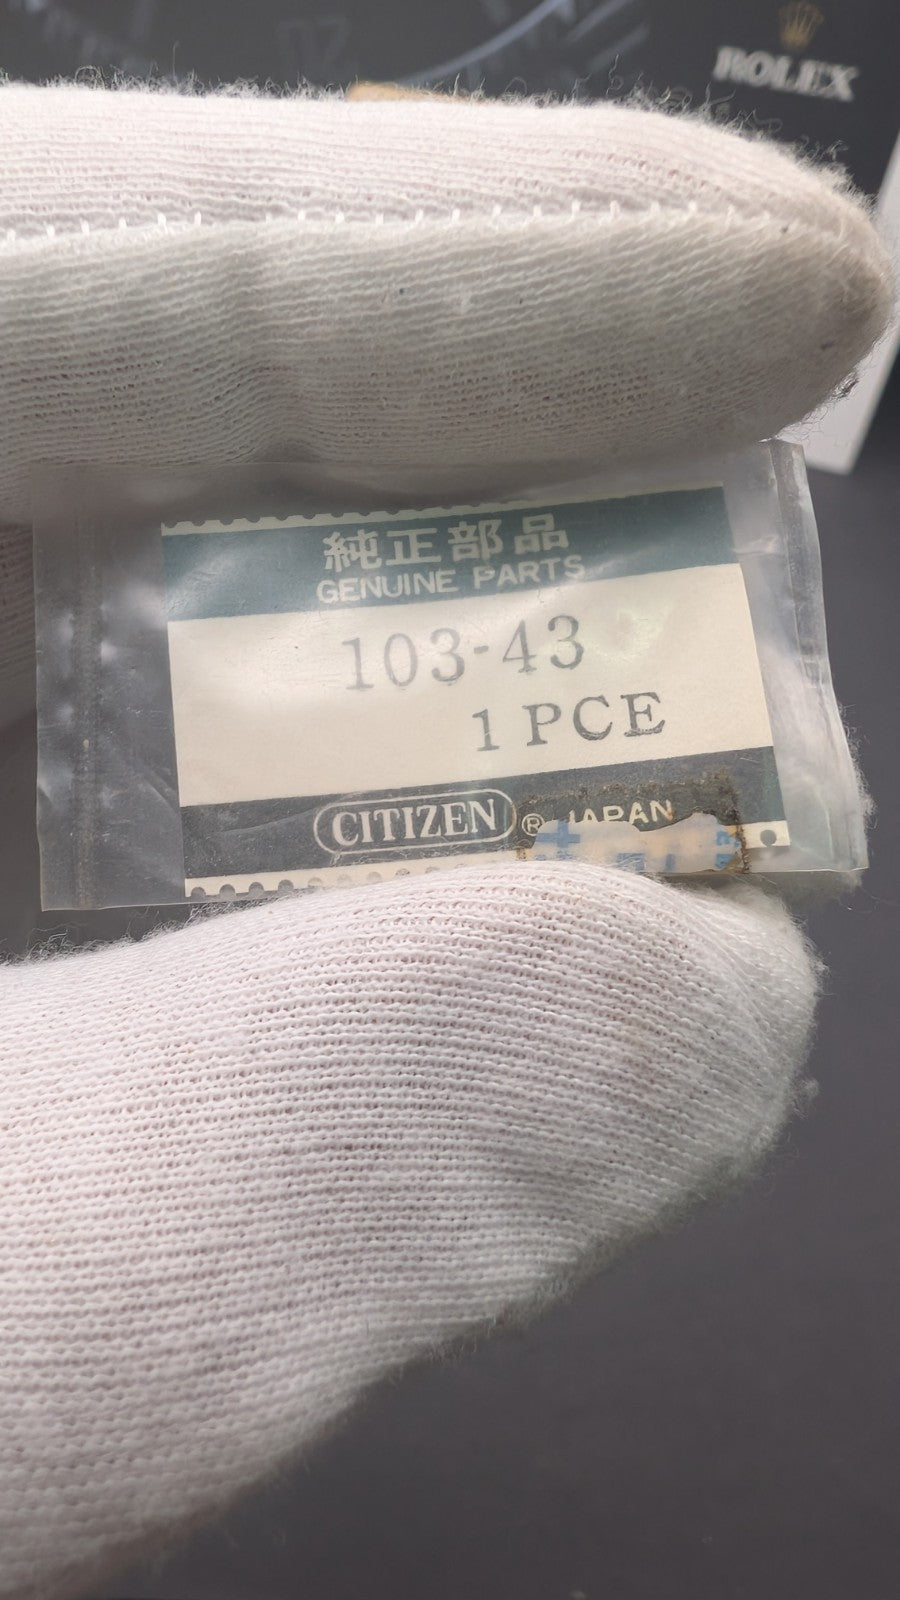 ROLEX
純正部品
GENUINE PARTS
103-43
1 PCE
CITIZEN ® JAPAN